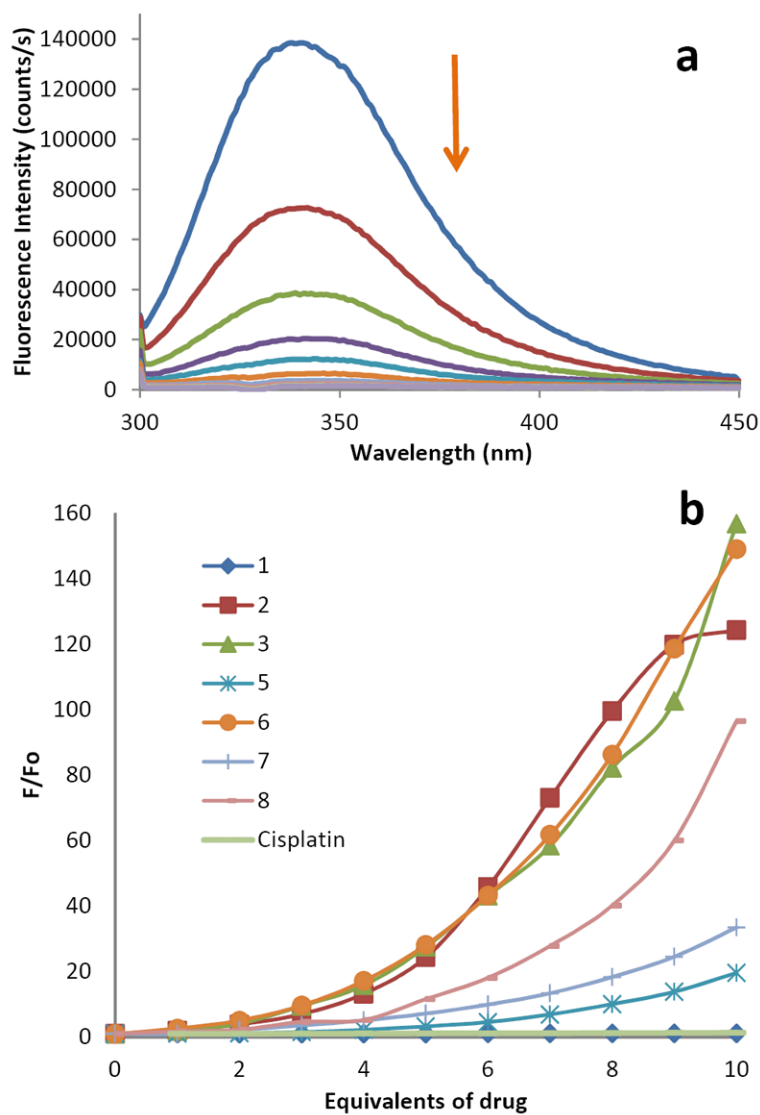 a
Fluorescence Intensity (counts/s)
140000
120000
100000
80000
60000
40000
20000
0
300 350 400 450
Wavelength (nm)
b
F/Fo
160
140
120
100
80
60
40
20
0
1
2
3
5
6
7
8
Cisplatin
0 2 4 6 8 10
Equivalents of drug